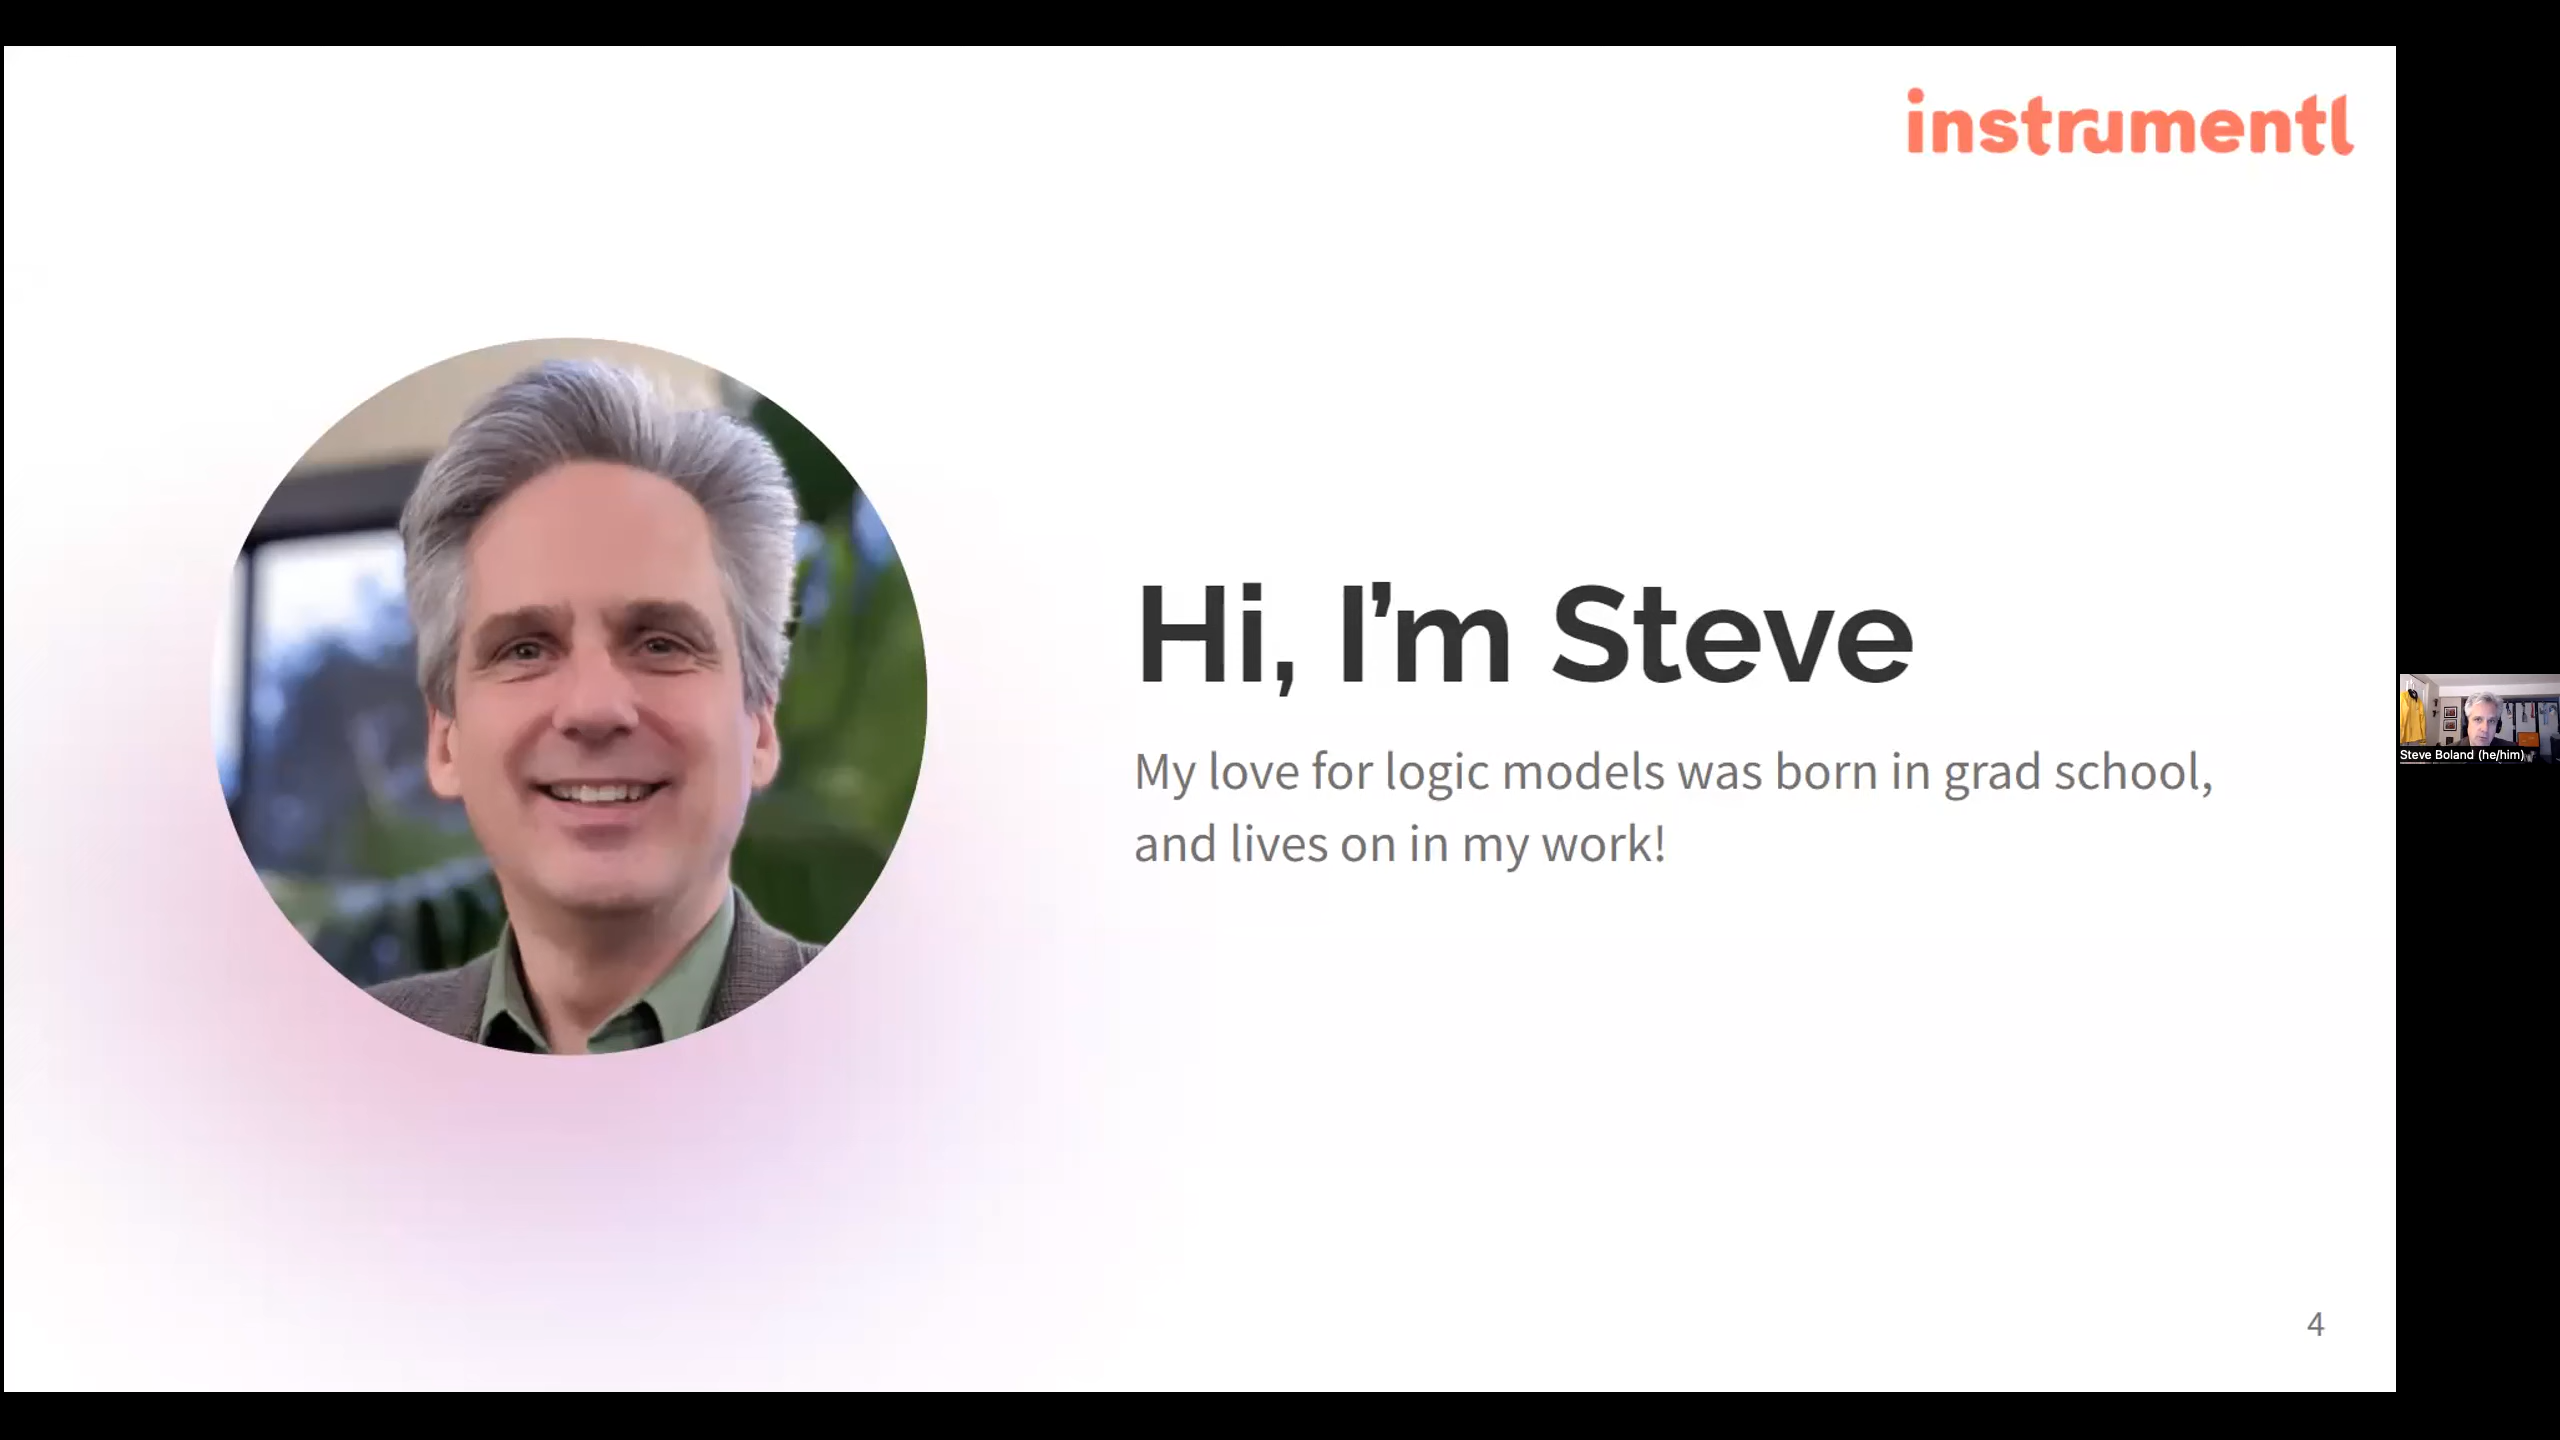 instrumentl
Hi, I’m Steve
My love for logic models was born in grad school,
and lives on in my work!
Steve Boland (he/him)
4